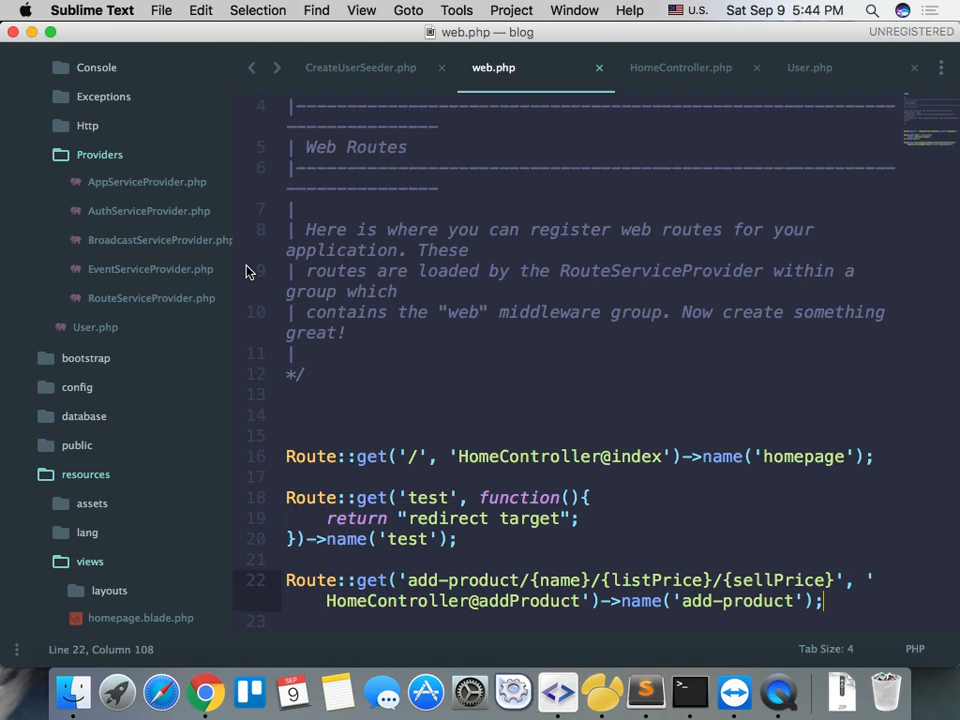 Sublime Text File Edit Selection Find View Goto Tools Project Window Help U.S. Sat Sep 9 5:44 PM
web.php — blog UNREGISTERED
Console
Exceptions
Http
Providers
AppServiceProvider.php
AuthServiceProvider.php
BroadcastServiceProvider.php
EventServiceProvider.php
RouteServiceProvider.php
User.php
bootstrap
config
database
public
resources
assets
lang
views
layouts
homepage.blade.php
CreateUserSeeder.php × web.php × HomeController.php × User.php ×
4 |--------------------------------------------------------------------------
5 | Web Routes
6 |--------------------------------------------------------------------------
7 |
8 | Here is where you can register web routes for your
application. These
9 | routes are loaded by the RouteServiceProvider within a
group which
10 | contains the "web" middleware group. Now create something
great!
11 |
12 */
13
14
15
16 Route::get('/', 'HomeController@index')->name('homepage');
17
18 Route::get('test', function(){
19 return "redirect target";
20 })->name('test');
21
22 Route::get('add-product/{name}/{listPrice}/{sellPrice}', '
HomeController@addProduct')->name('add-product');
23
Line 22, Column 108 Tab Size: 4 PHP
SEP
9
ZIP